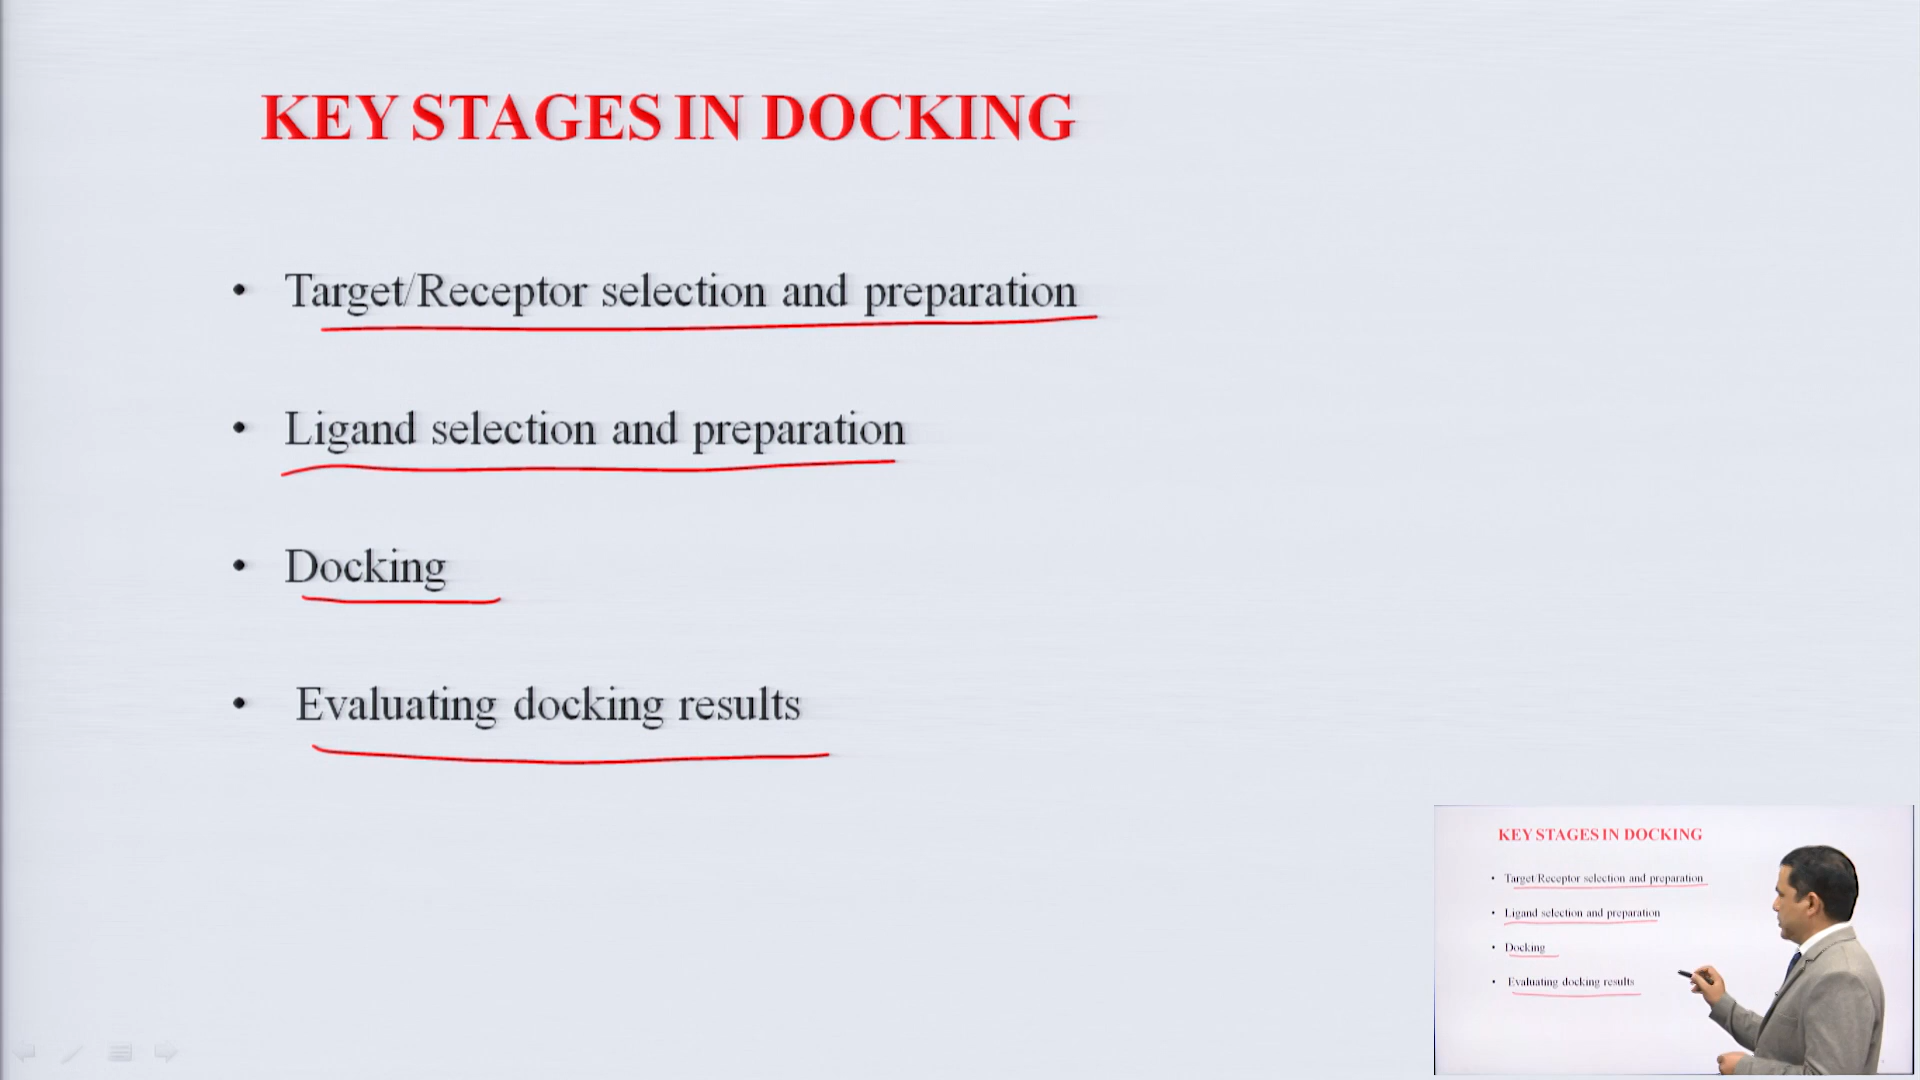 KEY STAGES IN DOCKING
• Target/Receptor selection and preparation
• Ligand selection and preparation
• Docking
• Evaluating docking results
KEY STAGES IN DOCKING
• Target Receptor selection and preparation
• Ligand selection and preparation
• Docking
• Evaluating docking results